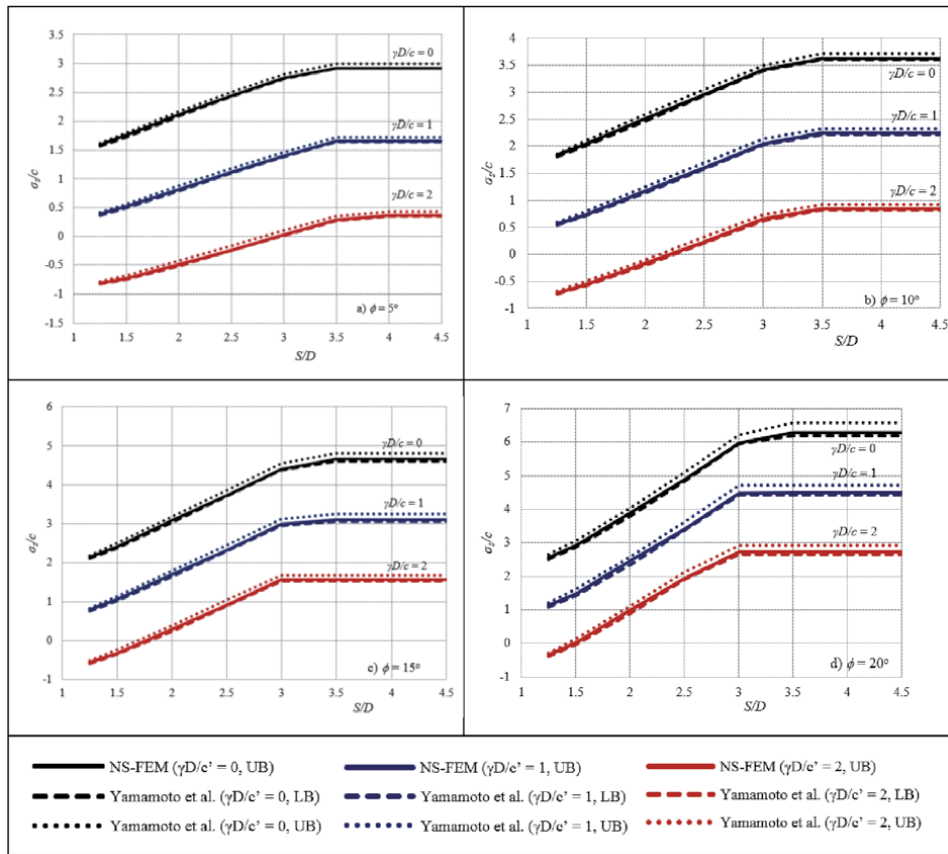 3.5
3
2.5
2
1.5
1
0.5
0
-0.5
-1
-1.5
σs/c
γD/c = 0
γD/c = 1
γD/c = 2
a) ϕ = 5°
1 1.5 2 2.5 3 3.5 4 4.5
S/D
4
3.5
3
2.5
2
1.5
1
0.5
0
-0.5
-1
σs/c
γD/c = 0
γD/c = 1
γD/c = 2
b) ϕ = 10°
1 1.5 2 2.5 3 3.5 4 4.5
S/D
6
5
4
3
2
1
0
-1
σs/c
γD/c = 0
γD/c = 1
γD/c = 2
c) ϕ = 15°
1 1.5 2 2.5 3 3.5 4 4.5
S/D
7
6
5
4
3
2
1
0
-1
σs/c
γD/c = 0
γD/c = 1
γD/c = 2
d) ϕ = 20°
1 1.5 2 2.5 3 3.5 4 4.5
S/D
NS-FEM (γD/c' = 0, UB) NS-FEM (γD/c' = 1, UB) NS-FEM (γD/c' = 2, UB)
Yamamoto et al. (γD/c' = 0, LB) Yamamoto et al. (γD/c' = 1, LB) Yamamoto et al. (γD/c' = 2, LB)
Yamamoto et al. (γD/c' = 0, UB) Yamamoto et al. (γD/c' = 1, UB) Yamamoto et al. (γD/c' = 2, UB)